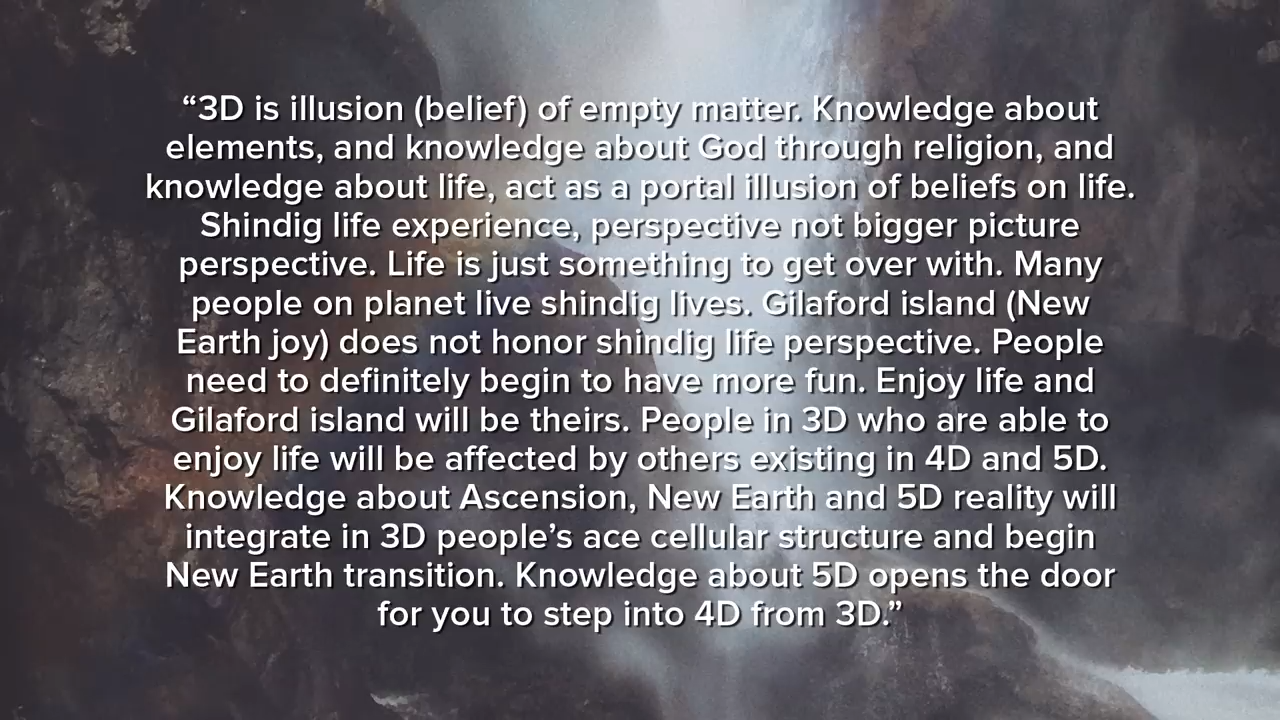 “3D is illusion (belief) of empty matter. Knowledge about
elements, and knowledge about God through religion, and
knowledge about life, act as a portal illusion of beliefs on life.
Shindig life experience, perspective not bigger picture
perspective. Life is just something to get over with. Many
people on planet live shindig lives. Gilaford island (New
Earth joy) does not honor shindig life perspective. People
need to definitely begin to have more fun. Enjoy life and
Gilaford island will be theirs. People in 3D who are able to
enjoy life will be affected by others existing in 4D and 5D.
Knowledge about Ascension, New Earth and 5D reality will
integrate in 3D people’s ace cellular structure and begin
New Earth transition. Knowledge about 5D opens the door
for you to step into 4D from 3D.”